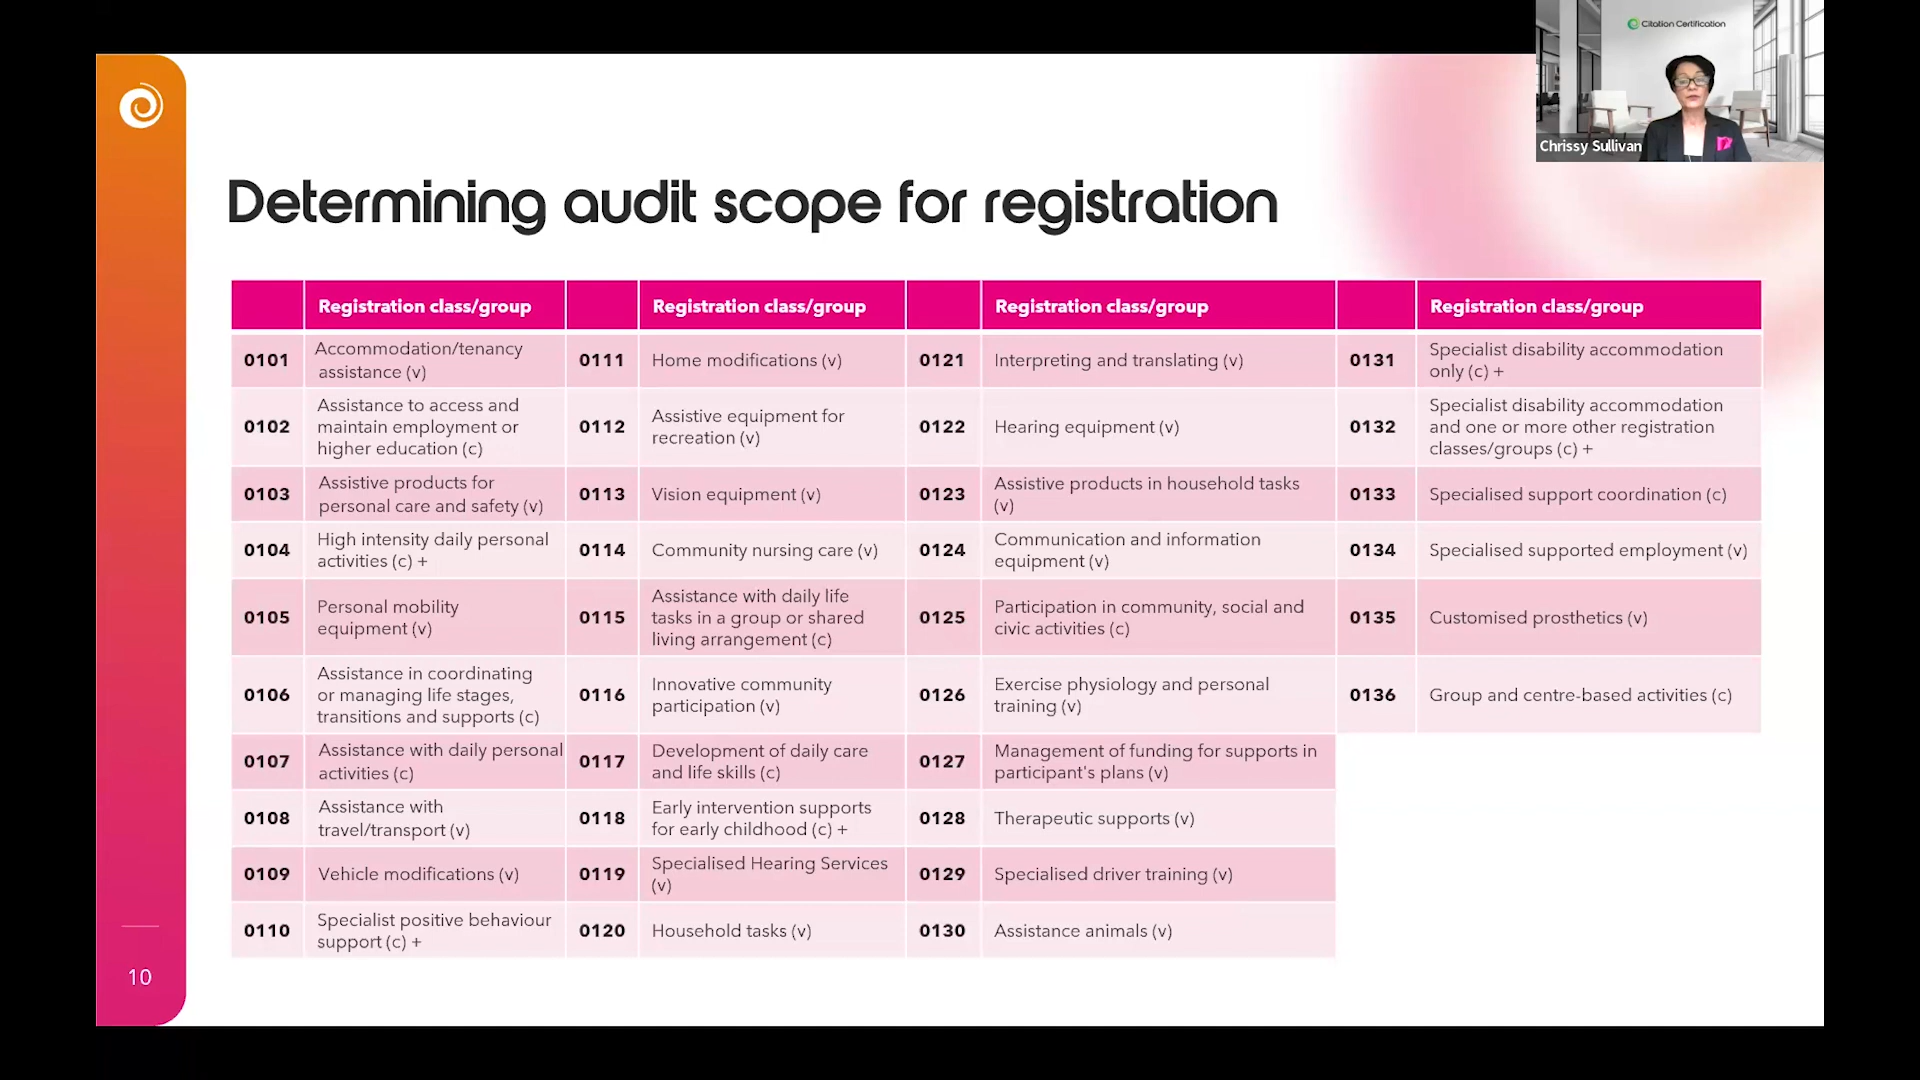 Citation Certification
Chrissy Sullivan
Determining audit scope for registration
Registration class/group
Registration class/group
Registration class/group
Registration class/group
0101
Accommodation/tenancy
assistance (v)
0111
Home modifications (v)
0121
Interpreting and translating (v)
0131
Specialist disability accommodation
only (c) +
0102
Assistance to access and
maintain employment or
higher education (c)
0112
Assistive equipment for
recreation (v)
0122
Hearing equipment (v)
0132
Specialist disability accommodation
and one or more other registration
classes/groups (c) +
0103
Assistive products for
personal care and safety (v)
0113
Vision equipment (v)
0123
Assistive products in household tasks
(v)
0133
Specialised support coordination (c)
0104
High intensity daily personal
activities (c) +
0114
Community nursing care (v)
0124
Communication and information
equipment (v)
0134
Specialised supported employment (v)
0105
Personal mobility
equipment (v)
0115
Assistance with daily life
tasks in a group or shared
living arrangement (c)
0125
Participation in community, social and
civic activities (c)
0135
Customised prosthetics (v)
0106
Assistance in coordinating
or managing life stages,
transitions and supports (c)
0116
Innovative community
participation (v)
0126
Exercise physiology and personal
training (v)
0136
Group and centre-based activities (c)
0107
Assistance with daily personal
activities (c)
0117
Development of daily care
and life skills (c)
0127
Management of funding for supports in
participant's plans (v)
0108
Assistance with
travel/transport (v)
0118
Early intervention supports
for early childhood (c) +
0128
Therapeutic supports (v)
0109
Vehicle modifications (v)
0119
Specialised Hearing Services
(v)
0129
Specialised driver training (v)
0110
Specialist positive behaviour
support (c) +
0120
Household tasks (v)
0130
Assistance animals (v)
10